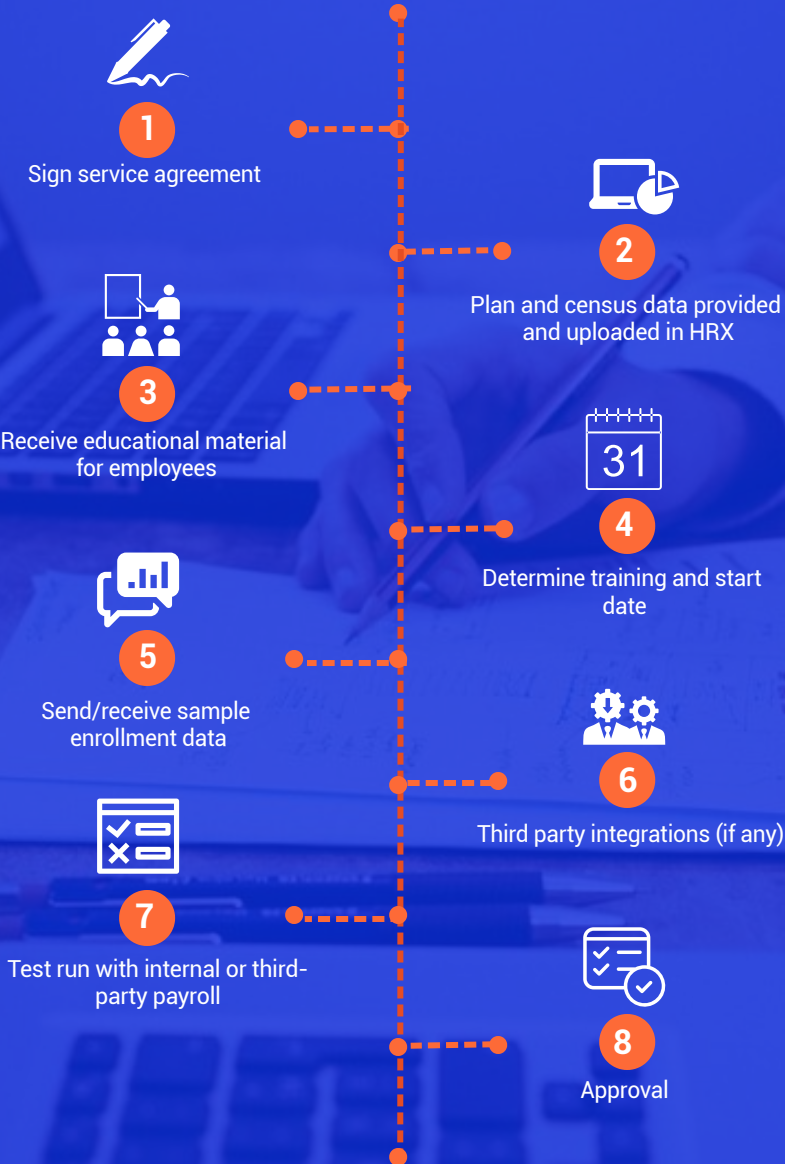 1
Sign service agreement
2
Plan and census data provided
and uploaded in HRX
3
Receive educational material
for employees
31
4
Determine training and start
date
5
Send/receive sample
enrollment data
6
Third party integrations (if any)
7
Test run with internal or third-
party payroll
8
Approval